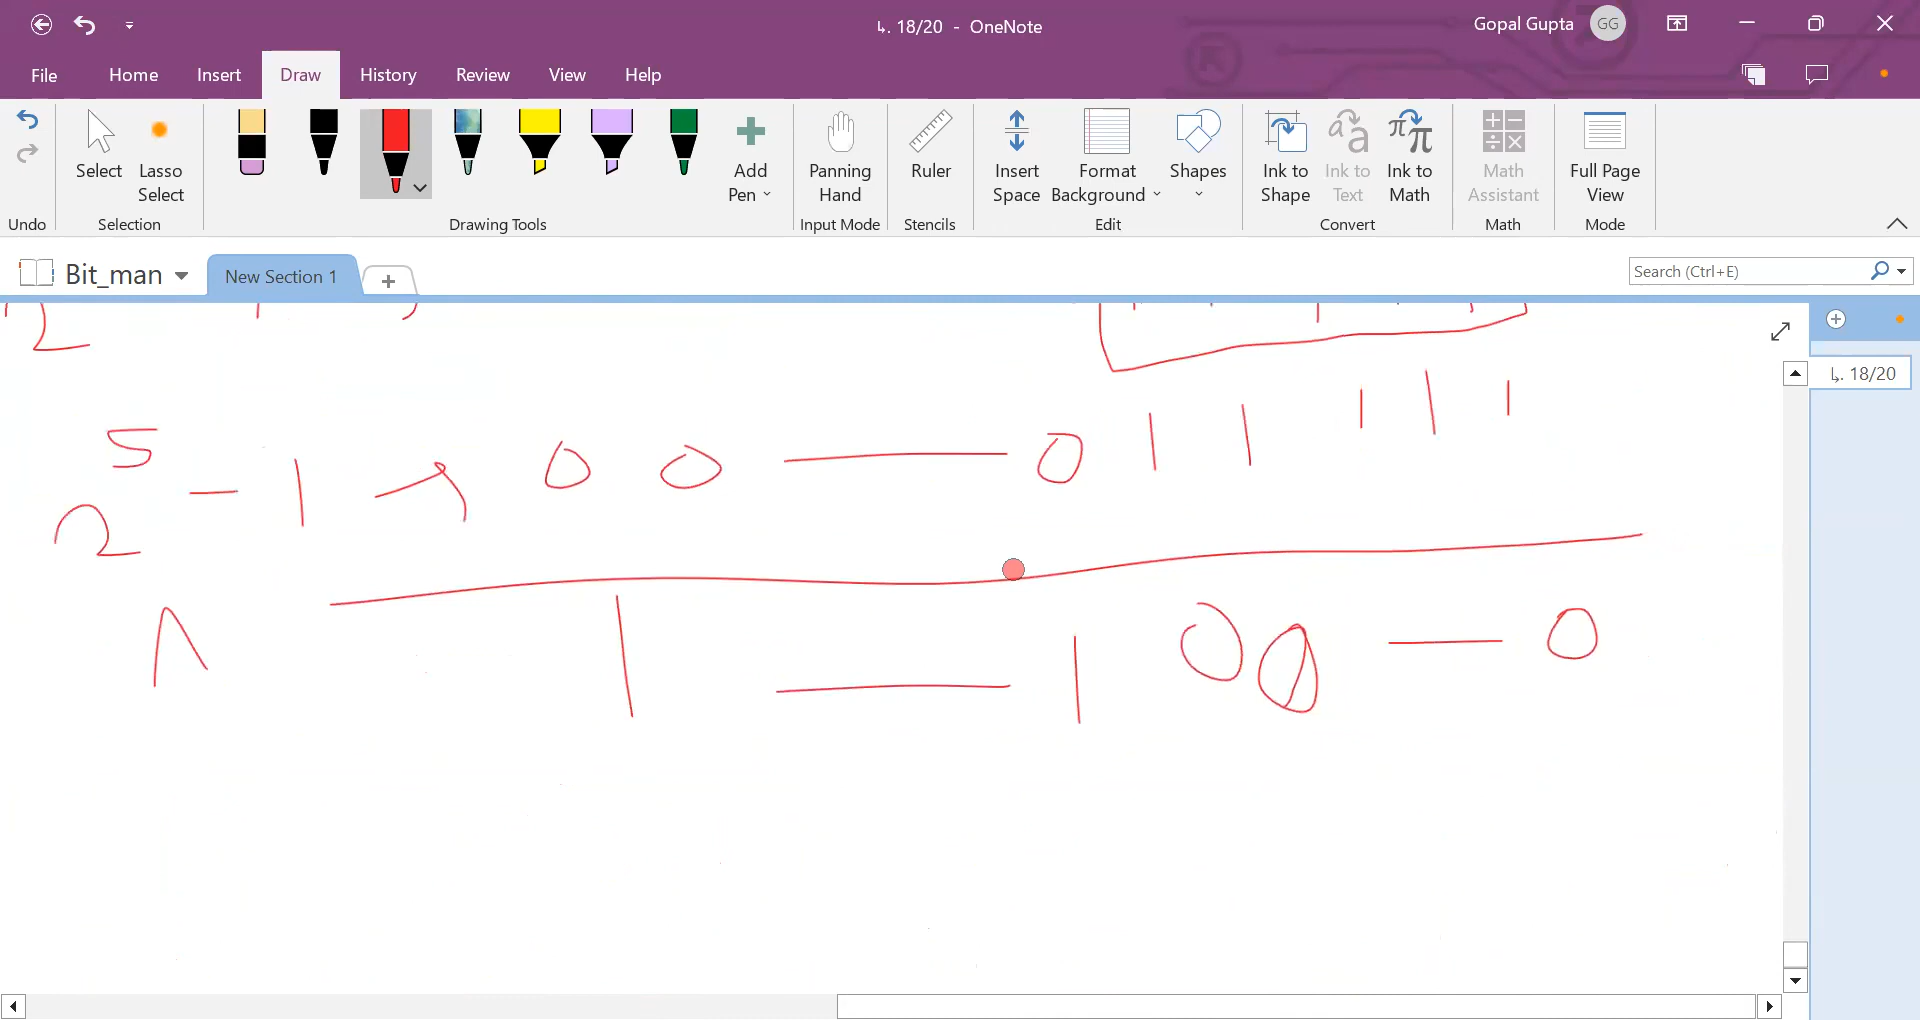 ↳. 18/20 - OneNote
Gopal Gupta GG
File Home Insert Draw History Review View Help
Select
Lasso Select
Add Pen
Panning Hand
Ruler
Insert Space
Format Background
Shapes
Ink to Shape
Ink to Text
Ink to Math
Math Assistant
Full Page View
Undo Selection Drawing Tools Input Mode Stencils Edit Convert Math Mode
Bit_man New Section 1 +
Search (Ctrl+E)
↳. 18/20
2
2^5 - 1 → 0 0 — 0 1 1 1 1 1
^ 1 — 1 0 0 — 0